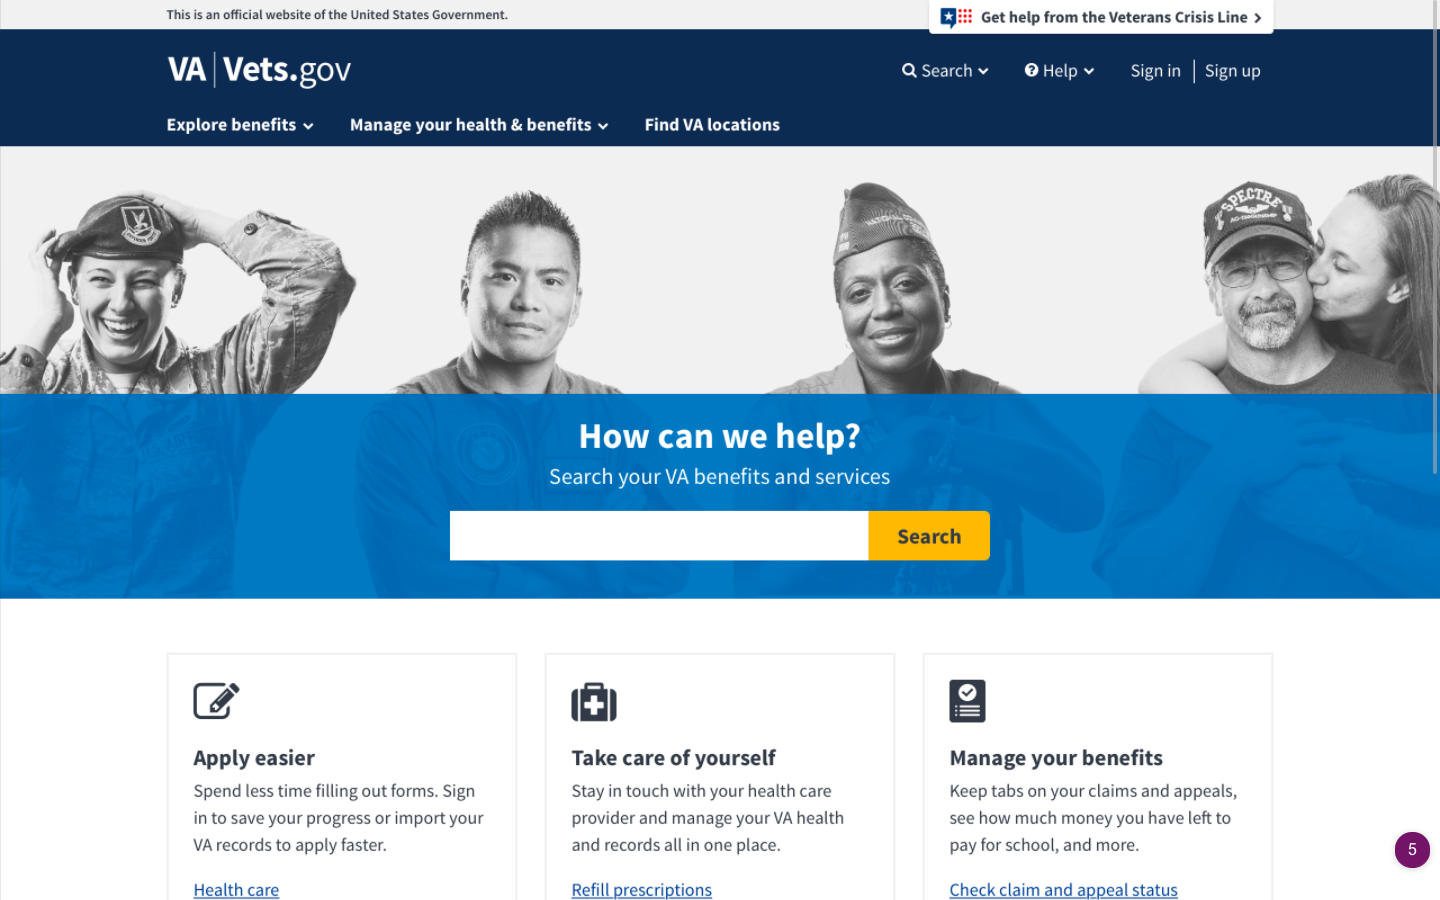 This is an official website of the United States Government.
Get help from the Veterans Crisis Line
VA | Vets.gov
Search
Help
Sign in
Sign up
Explore benefits
Manage your health & benefits
Find VA locations
SPECTRE
How can we help?
Search your VA benefits and services
Search
Apply easier
Spend less time filling out forms. Sign
in to save your progress or import your
VA records to apply faster.
Health care
Take care of yourself
Stay in touch with your health care
provider and manage your VA health
and records all in one place.
Refill prescriptions
Manage your benefits
Keep tabs on your claims and appeals,
see how much money you have left to
pay for school, and more.
Check claim and appeal status
5